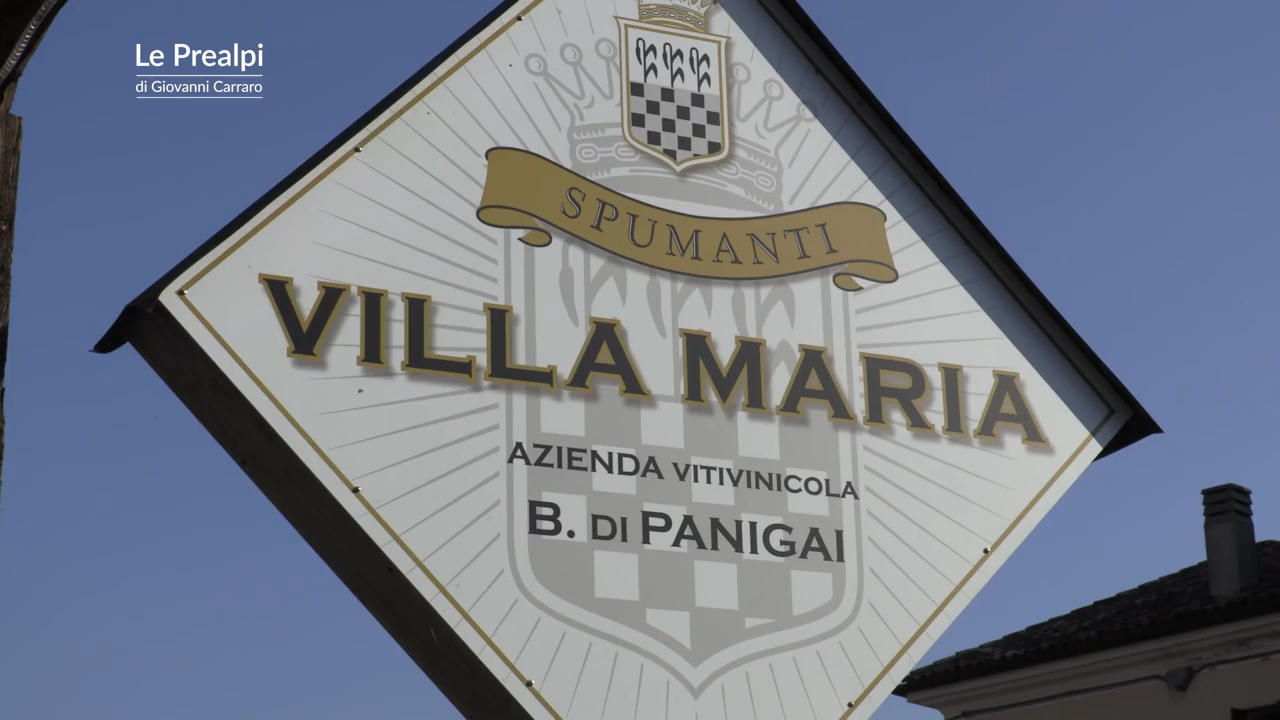 Le Prealpi
di Giovanni Carraro
SPUMANTI
VILLA MARIA
AZIENDA VITIVINICOLA
B. DI PANIGAI